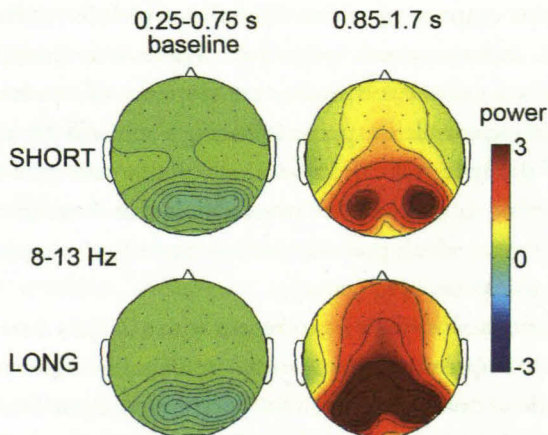 0.25-0.75 s
baseline
0.85-1.7 s
power
SHORT
3
0
-3
8-13 Hz
LONG